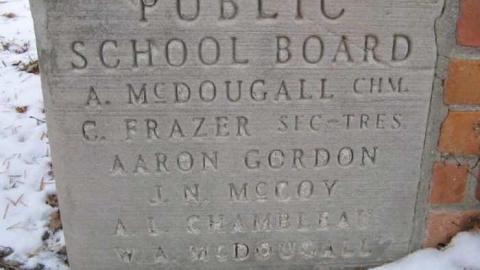 PUBLIC
SCHOOL BOARD
A. McDOUGALL CHM.
C. FRAZER SEC-TRES.
AARON GORDON
J. N. McCOY
A. L. CHAMBLEAU
W. A. McDOUGALL